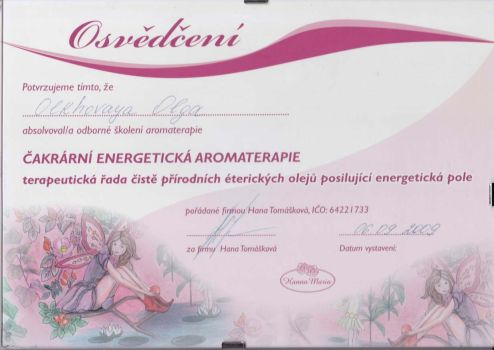 Osvědčení
Potvrzujeme tímto, že
Olkhovaya Olga
absolvoval/a odborné školení aromaterapie
ČAKRÁRNÍ ENERGETICKÁ AROMATERAPIE
terapeutická řada čistě přírodních éterických olejů posilující energetická pole
pořádané firmou Hana Tomášková, IČO: 64221733
06.09.2009
za firmu Hana Tomášková Datum vystavení:
Hanna Maria